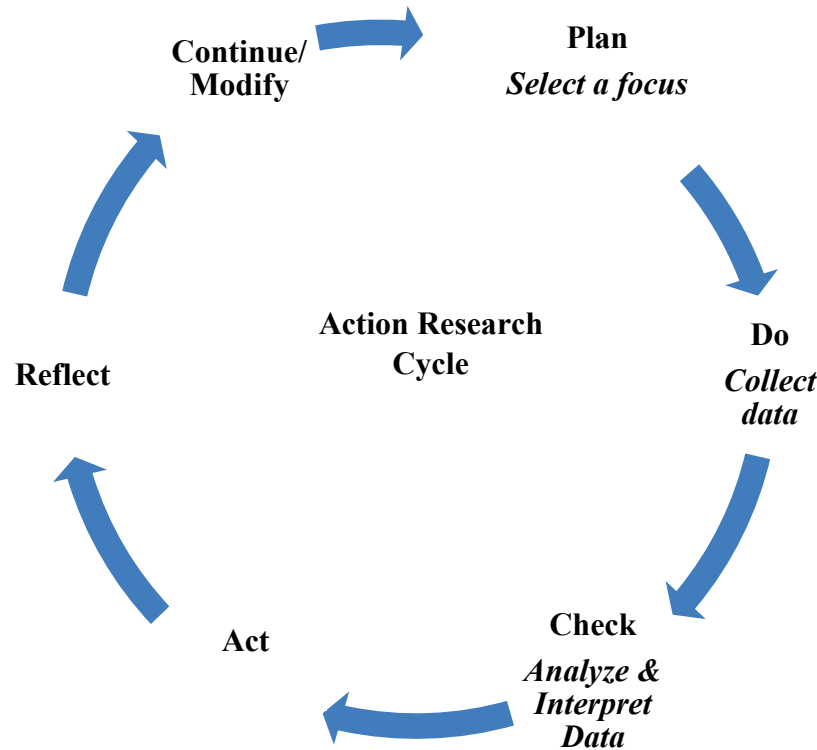 Continue/
Modify
Plan
Select a focus
Action Research
Cycle
Do
Collect
data
Reflect
Act
Check
Analyze &
Interpret
Data